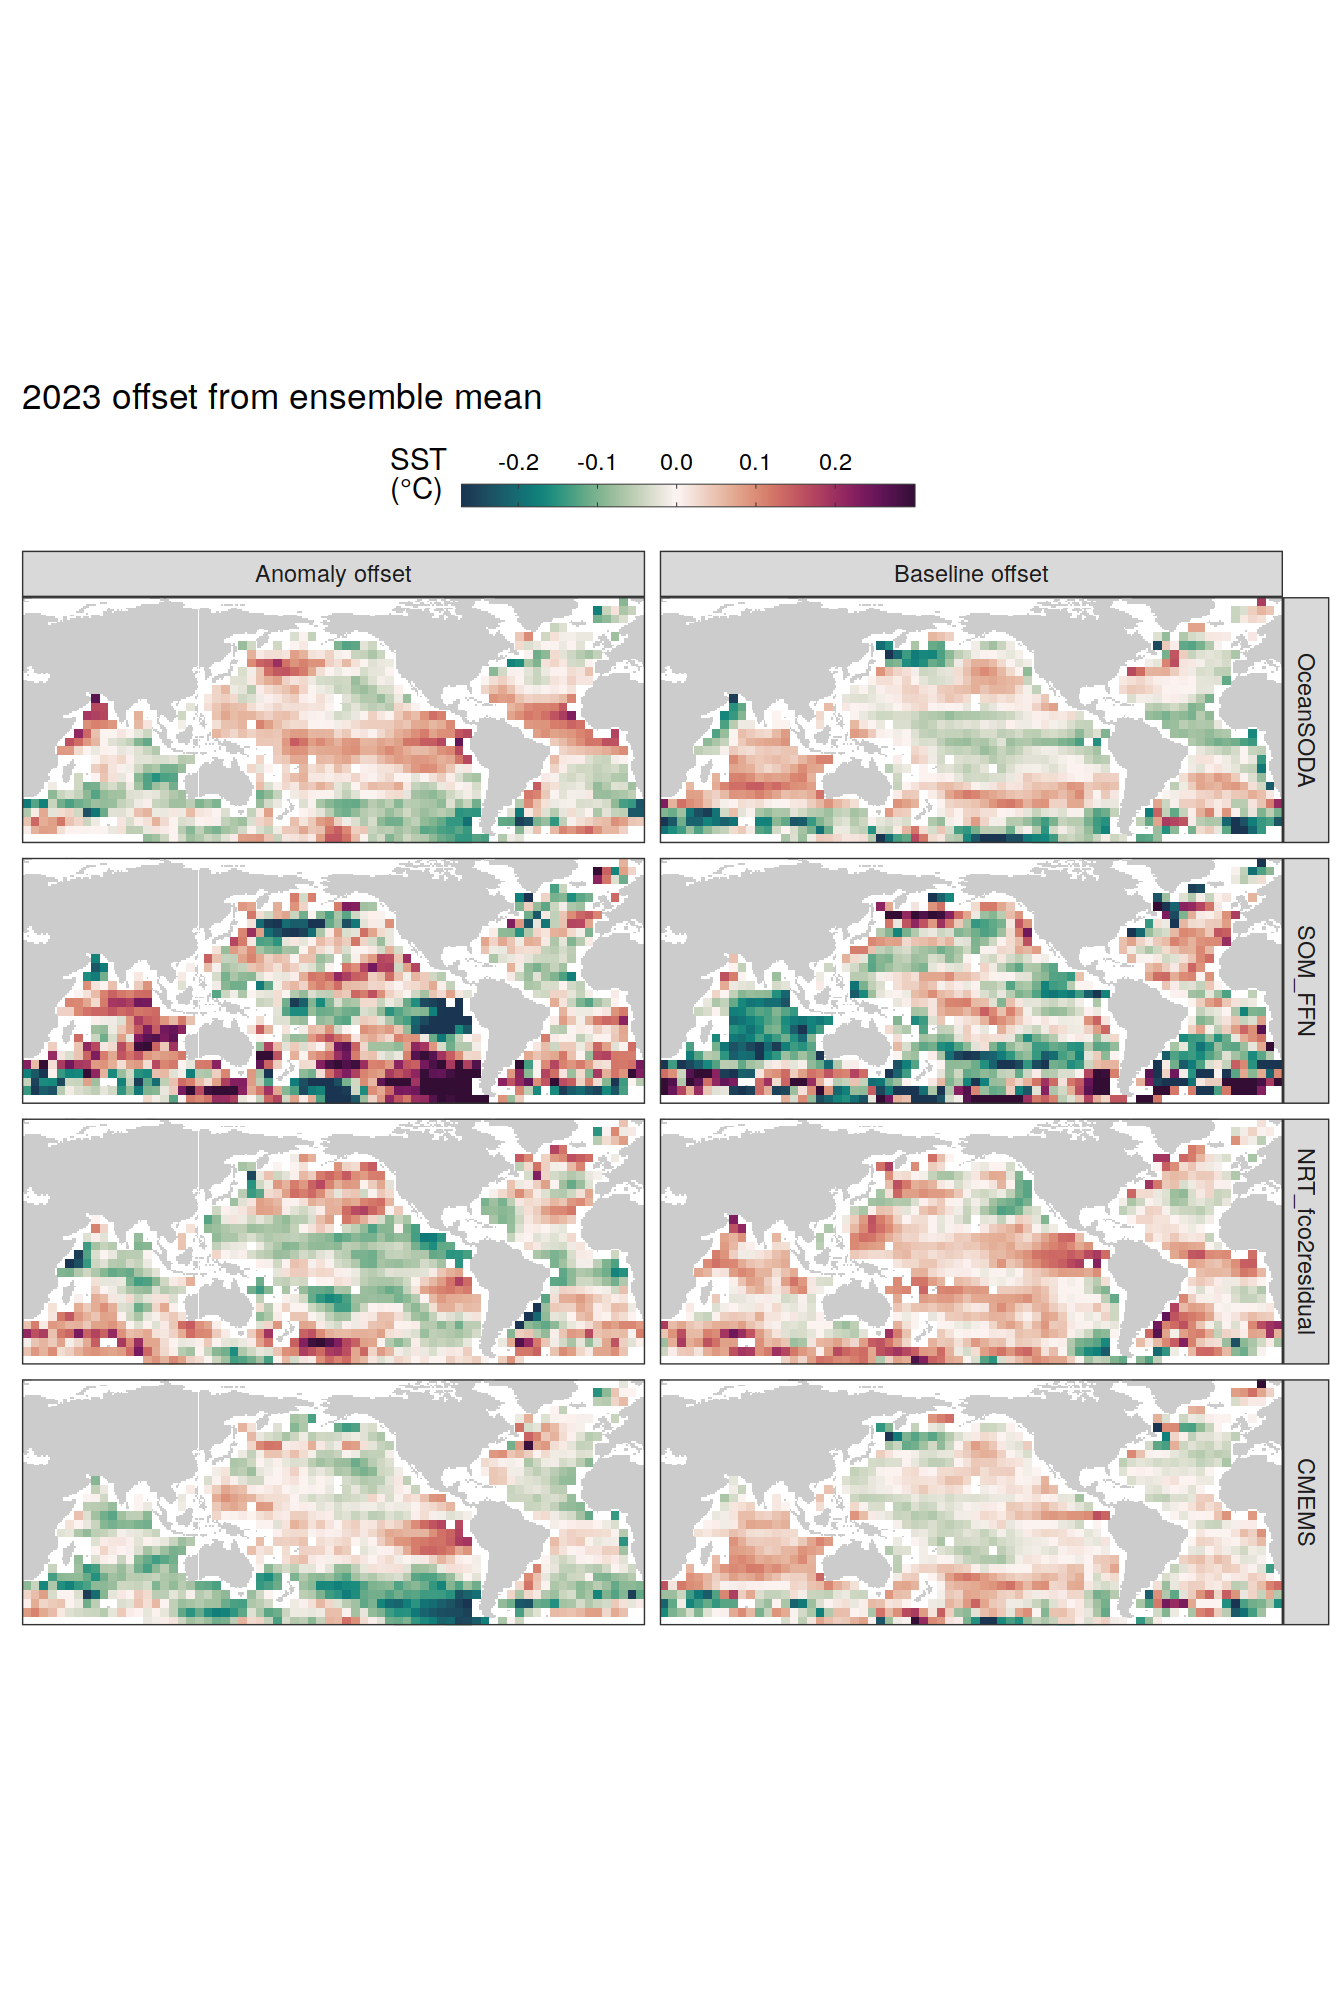 2023 offset from ensemble mean
SST
(°C)
-0.2 -0.1 0.0 0.1 0.2
Anomaly offset
Baseline offset
OceanSODA
SOM_FFN
NRT_fco2residual
CMEMS